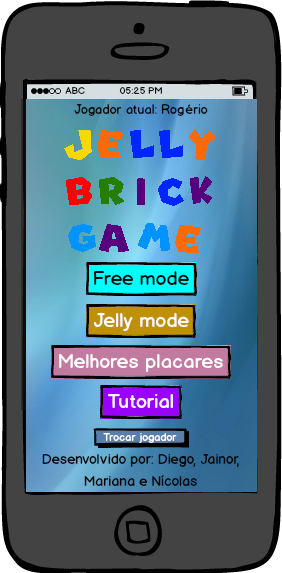 ABC 05:25 PM
Jogador atual: Rogério
JELLY
BRICK
GAME
Free mode
Jelly mode
Melhores placares
Tutorial
Trocar jogador
Desenvolvido por: Diego, Jainor,
Mariana e Nícolas